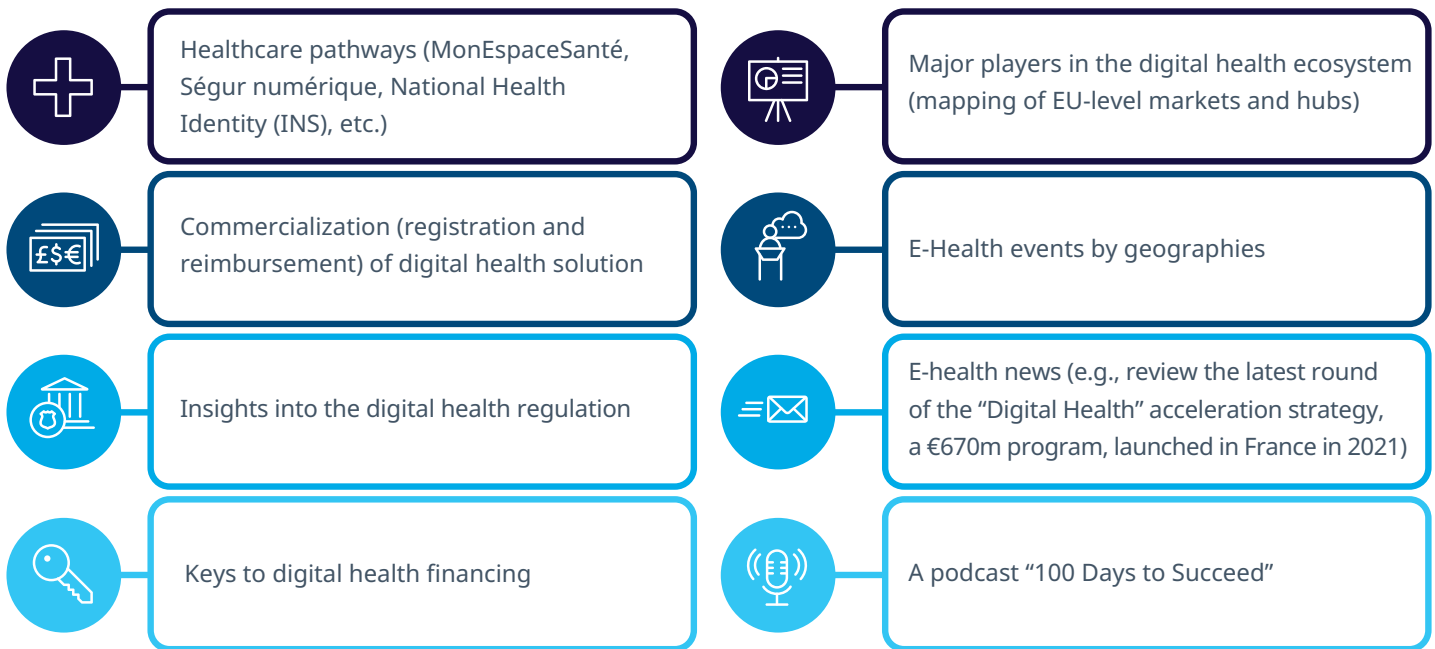 Healthcare pathways (MonEspaceSanté,
Ségur numérique, National Health
Identity (INS), etc.)
Major players in the digital health ecosystem
(mapping of EU-level markets and hubs)
£$€
Commercialization (registration and
reimbursement) of digital health solution
E-Health events by geographies
Insights into the digital health regulation
E-health news (e.g., review the latest round
of the “Digital Health” acceleration strategy,
a €670m program, launched in France in 2021)
Keys to digital health financing
A podcast “100 Days to Succeed”